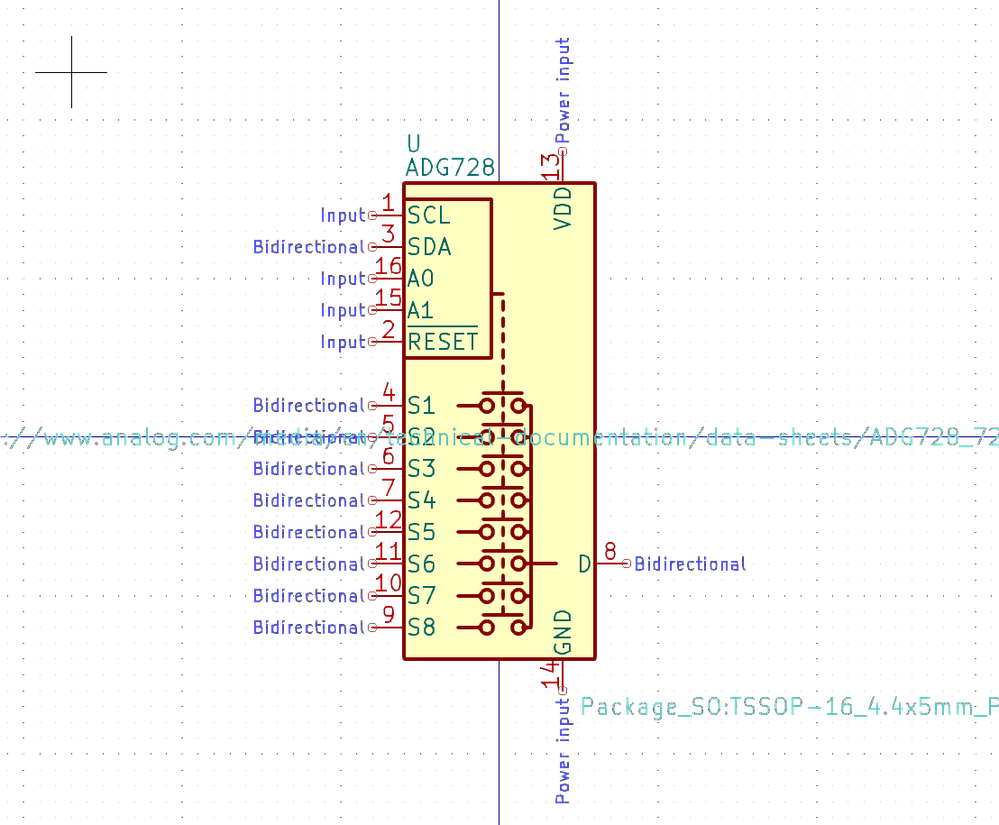 Power input
13
U
ADG728
VDD
Input 1 SCL
Bidirectional 3 SDA
Input 16 A0
Input 15 A1
Input 2 RESET
Bidirectional 4 S1
Bidirectional 5 S2
://www.analog.com/media/en/technical-documentation/data-sheets/ADG728_72
Bidirectional 6 S3
Bidirectional 7 S4
Bidirectional 12 S5
Bidirectional 11 S6
D 8 Bidirectional
Bidirectional 10 S7
Bidirectional 9 S8
GND
14
Package_SO:TSSOP-16_4.4x5mm_P
Power input